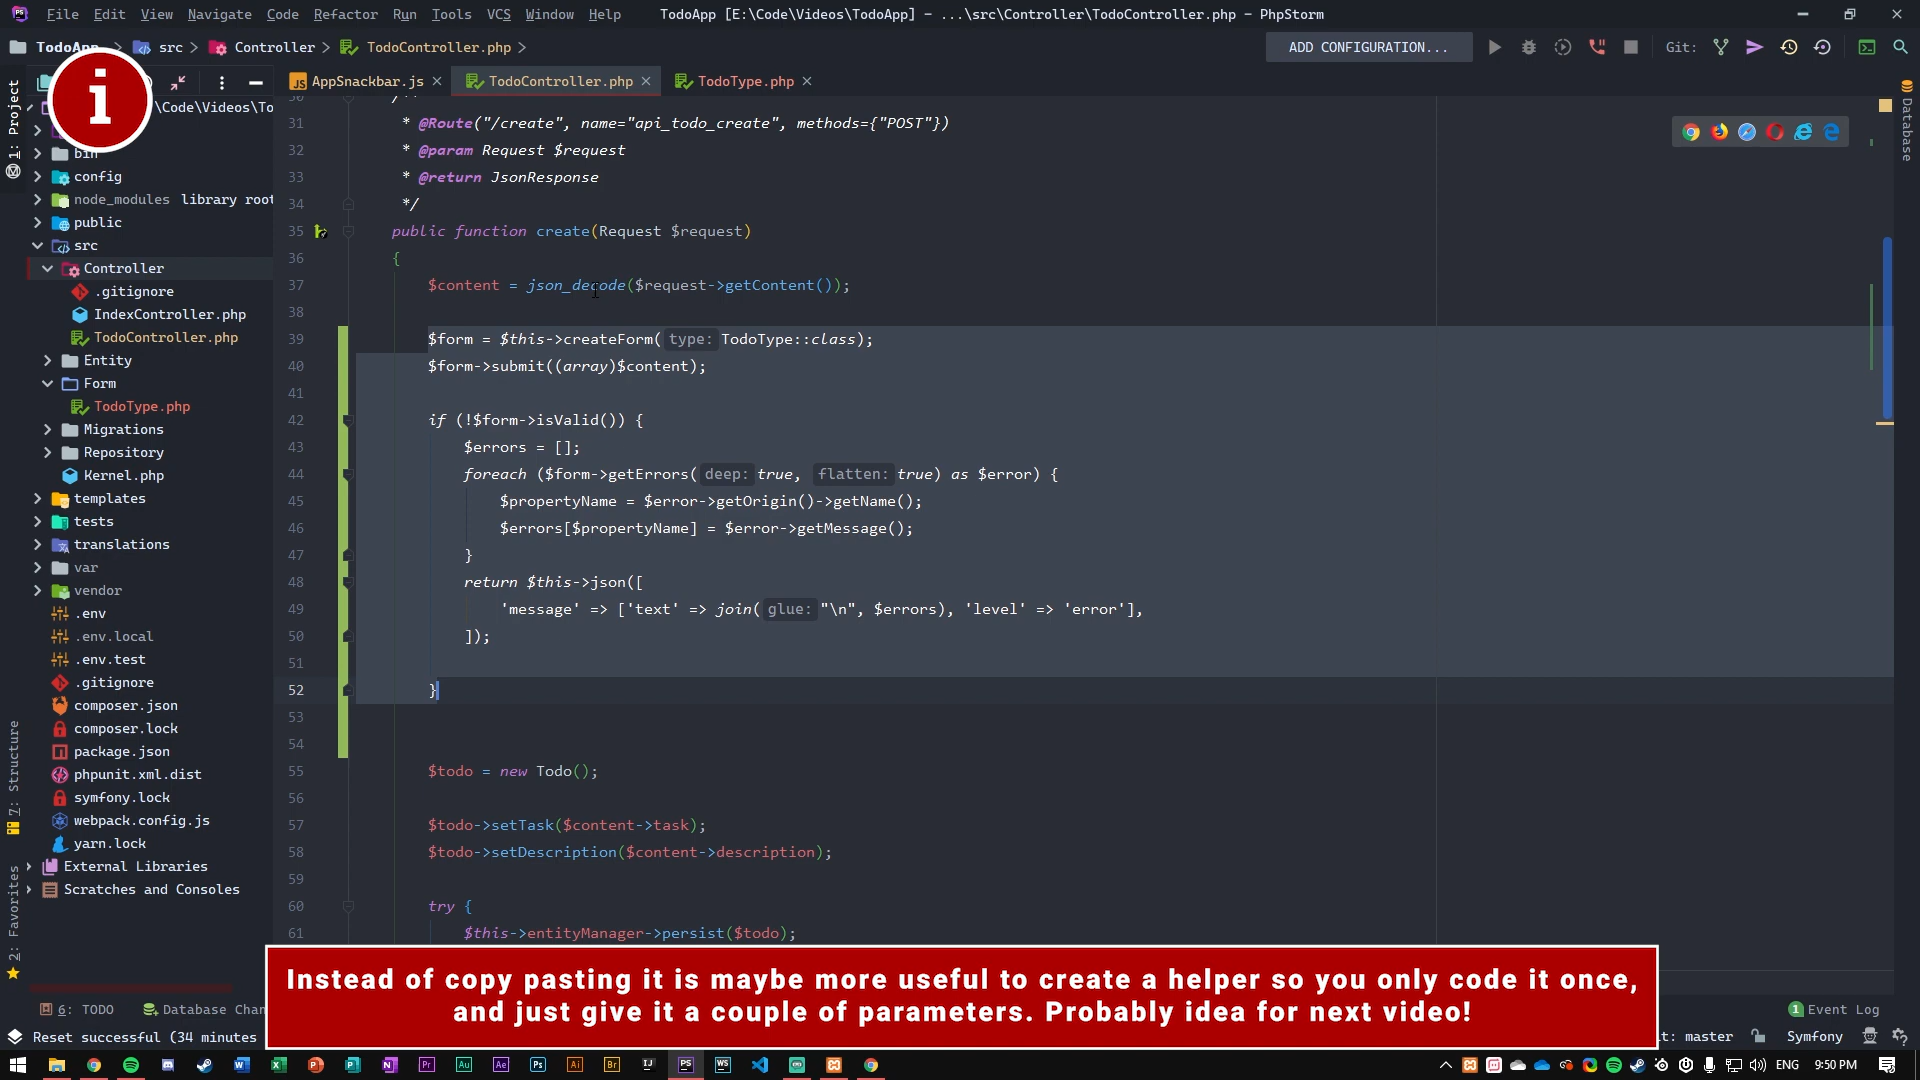 File Edit View Navigate Code Refactor Run Tools VCS Window Help TodoApp [E:\Code\Videos\TodoApp] - ...\src\Controller\TodoController.php - PhpStorm
TodoApp src Controller TodoController.php
ADD CONFIGURATION... Git:
1: Project
\Code\Videos\To
AppSnackbar.js TodoController.php TodoType.php
bin
config
node_modules library root
public
src
Controller
.gitignore
IndexController.php
TodoController.php
Entity
Form
TodoType.php
Migrations
Repository
Kernel.php
templates
tests
translations
var
vendor
.env
.env.local
.env.test
.gitignore
composer.json
composer.lock
package.json
phpunit.xml.dist
symfony.lock
webpack.config.js
yarn.lock
External Libraries
Scratches and Consoles
7: Structure
2: Favorites
Database
31 * @Route("/create", name="api_todo_create", methods={"POST"})
32 * @param Request $request
33 * @return JsonResponse
34 */
35 public function create(Request $request)
36 {
37 $content = json_decode($request->getContent());
38
39 $form = $this->createForm( type: TodoType::class);
40 $form->submit((array)$content);
41
42 if (!$form->isValid()) {
43 $errors = [];
44 foreach ($form->getErrors( deep: true, flatten: true) as $error) {
45 $propertyName = $error->getOrigin()->getName();
46 $errors[$propertyName] = $error->getMessage();
47 }
48 return $this->json([
49 'message' => ['text' => join( glue: "\n", $errors), 'level' => 'error'],
50 ]);
51
52 }
53
54
55 $todo = new Todo();
56
57 $todo->setTask($content->task);
58 $todo->setDescription($content->description);
59
60 try {
61 $this->entityManager->persist($todo);
Instead of copy pasting it is maybe more useful to create a helper so you only code it once,
and just give it a couple of parameters. Probably idea for next video!
6: TODO Database Chan
1 Event Log
Reset successful (34 minutes
t: master Symfony
ENG 9:50 PM